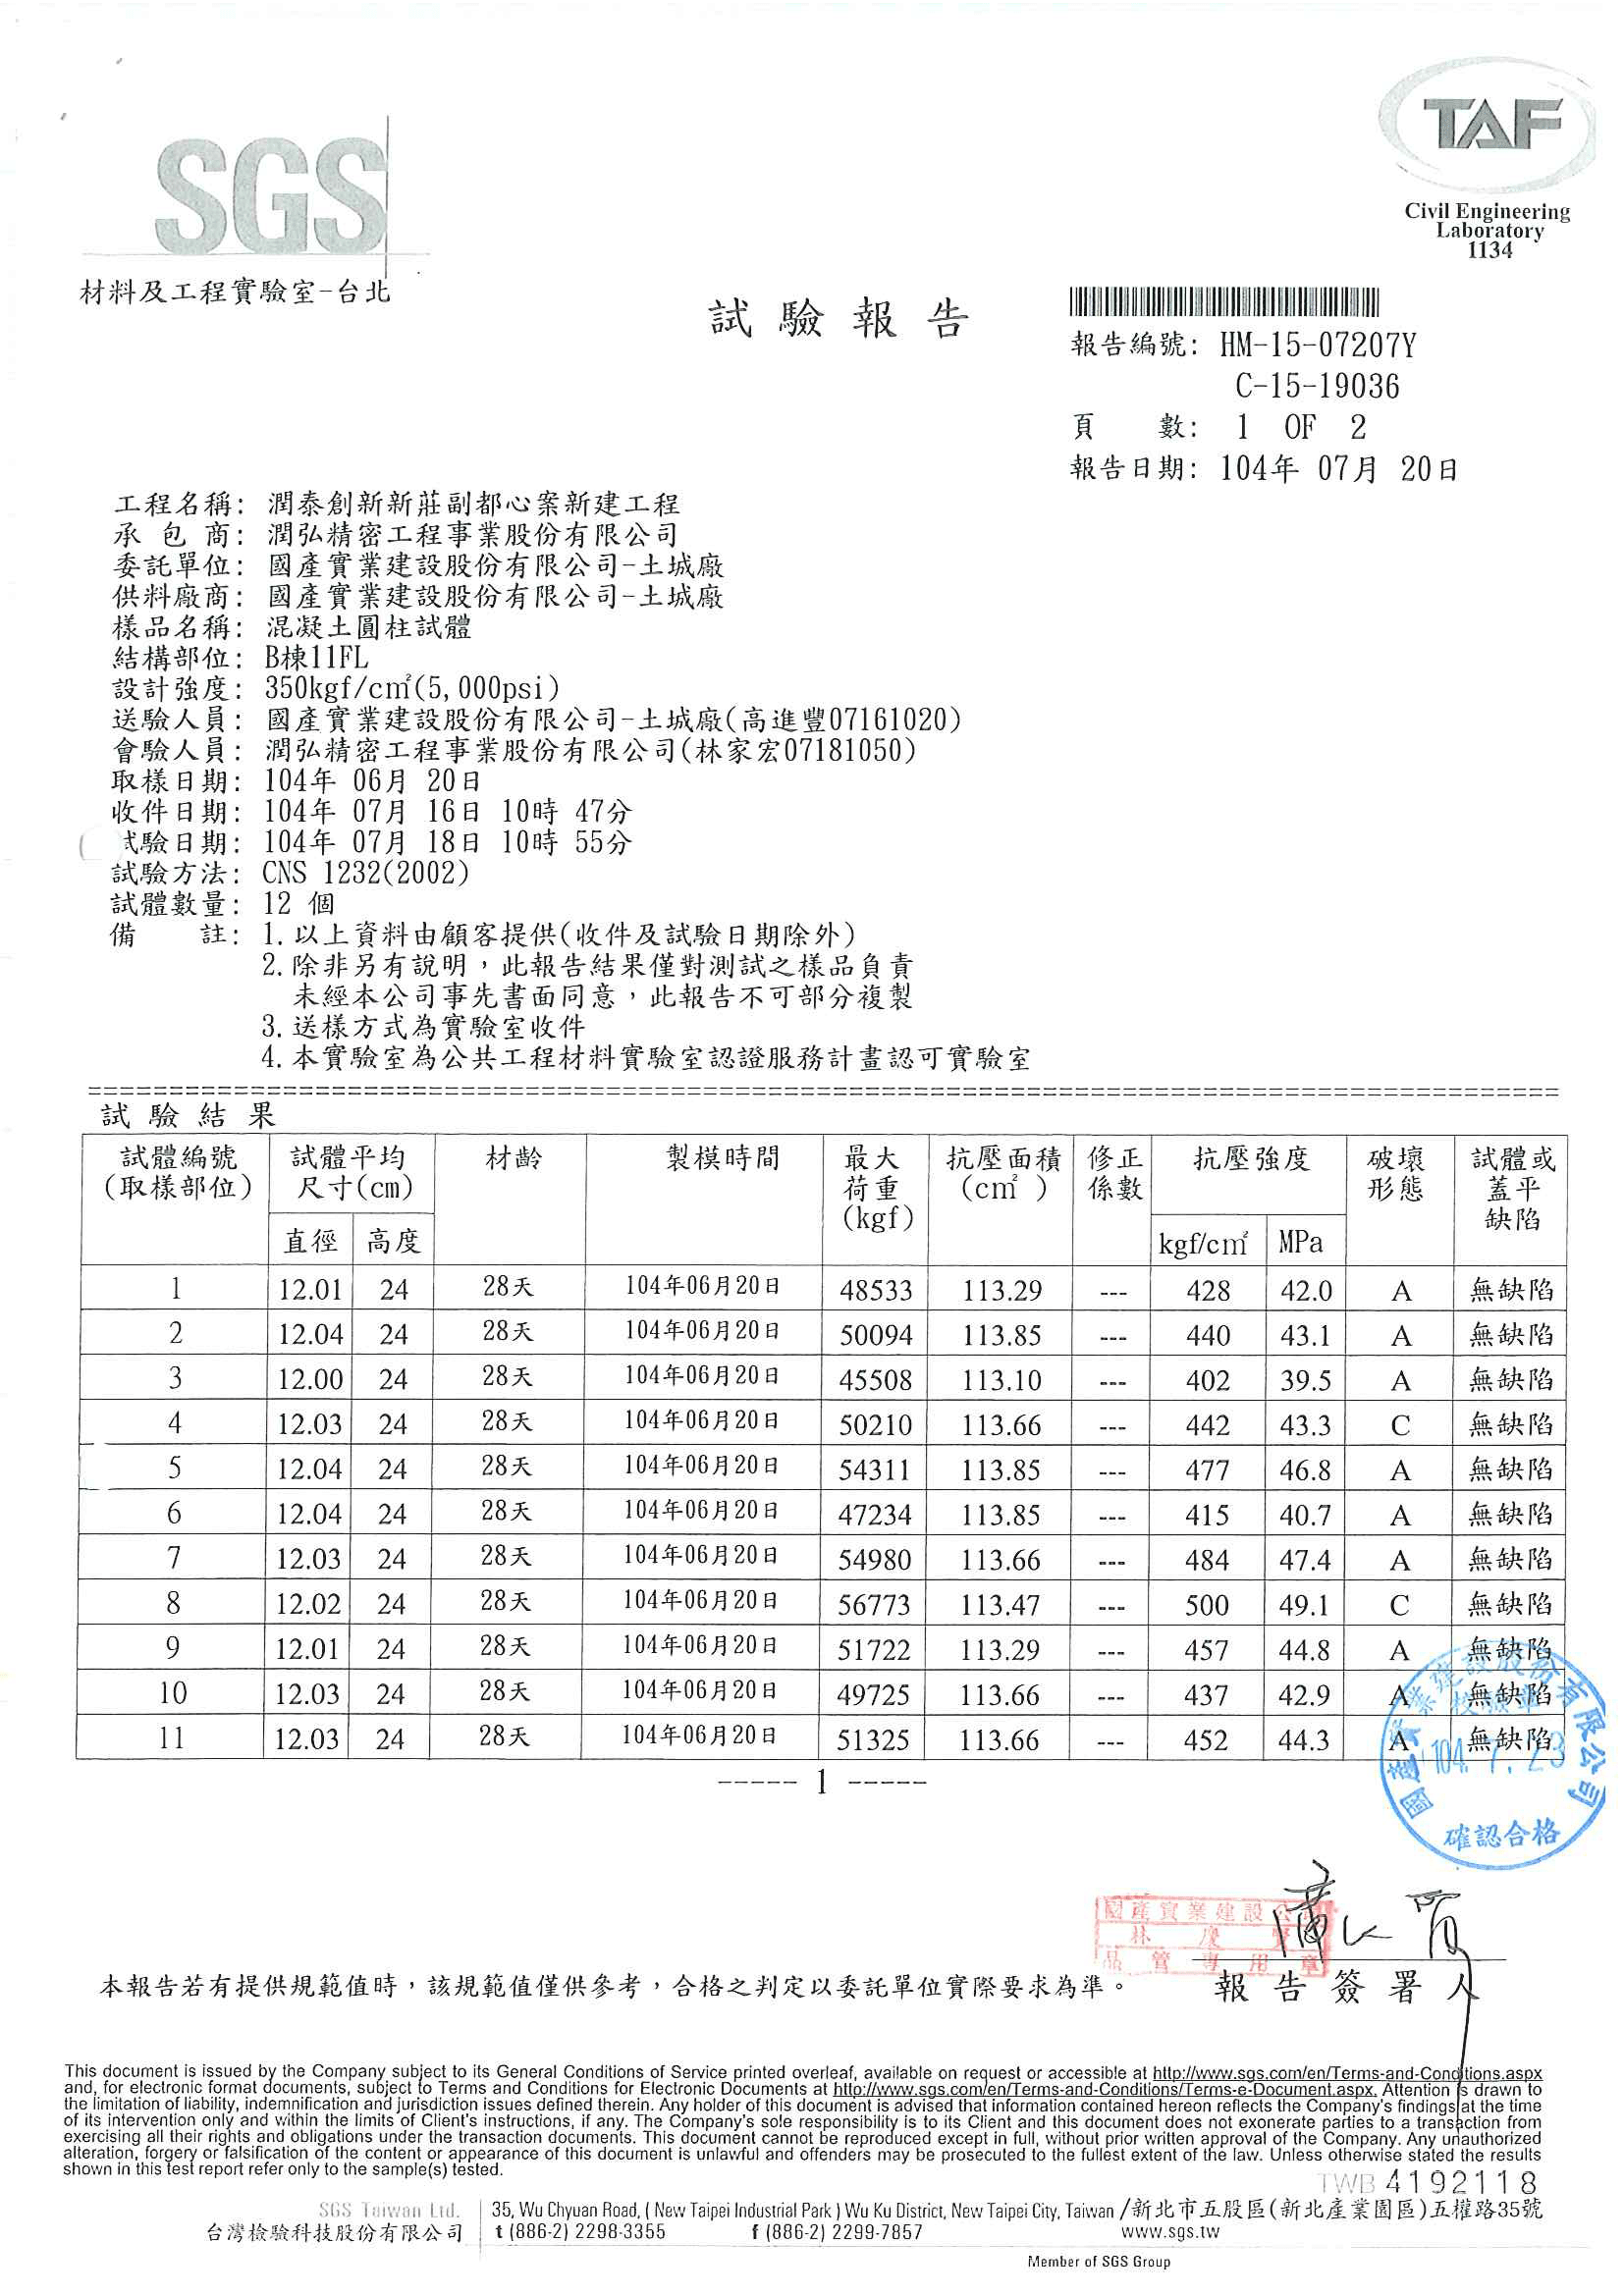 SGS
TAF
Civil Engineering
Laboratory
1134
材料及工程實驗室-台北
試驗報告
報告編號: HM-15-07207Y
C-15-19036
頁 數: 1 OF 2
報告日期: 104年 07月 20日
工程名稱: 潤泰創新新莊副都心案新建工程
承包商: 潤弘精密工程事業股份有限公司
委託單位: 國產實業建設股份有限公司-土城廠
供料廠商: 國產實業建設股份有限公司-土城廠
樣品名稱: 混凝土圓柱試體
結構部位: B棟11FL
設計強度: 350kgf/c㎡(5,000psi)
送驗人員: 國產實業建設股份有限公司-土城廠(高進豐07161020)
會驗人員: 潤弘精密工程事業股份有限公司(林家宏07181050)
取樣日期: 104年 06月 20日
收件日期: 104年 07月 16日 10時 47分
試驗日期: 104年 07月 18日 10時 55分
試驗方法: CNS 1232(2002)
試體數量: 12 個
備 註: 1.以上資料由顧客提供(收件及試驗日期除外)
2.除非另有說明，此報告結果僅對測試之樣品負責
未經本公司事先書面同意，此報告不可部分複製
3.送樣方式為實驗室收件
4.本實驗室為公共工程材料實驗室認證服務計畫認可實驗室
試驗結果
試體編號 試體平均 材齡 製模時間 最大 抗壓面積 修正 抗壓強度 破壞 試體或
(取樣部位) 尺寸(cm) 荷重 (c㎡) 係數 形態 蓋平
(kgf) 缺陷
直徑 高度 kgf/c㎡ MPa
1 12.01 24 28天 104年06月20日 48533 113.29 --- 428 42.0 A 無缺陷
2 12.04 24 28天 104年06月20日 50094 113.85 --- 440 43.1 A 無缺陷
3 12.00 24 28天 104年06月20日 45508 113.10 --- 402 39.5 A 無缺陷
4 12.03 24 28天 104年06月20日 50210 113.66 --- 442 43.3 C 無缺陷
5 12.04 24 28天 104年06月20日 54311 113.85 --- 477 46.8 A 無缺陷
6 12.04 24 28天 104年06月20日 47234 113.85 --- 415 40.7 A 無缺陷
7 12.03 24 28天 104年06月20日 54980 113.66 --- 484 47.4 A 無缺陷
8 12.02 24 28天 104年06月20日 56773 113.47 --- 500 49.1 C 無缺陷
9 12.01 24 28天 104年06月20日 51722 113.29 --- 457 44.8 A 無缺陷
10 12.03 24 28天 104年06月20日 49725 113.66 --- 437 42.9 A 無缺陷
11 12.03 24 28天 104年06月20日 51325 113.66 --- 452 44.3 A 無缺陷
----- 1 -----
國產實業建設股份有限公司
104. 7. 23
確認合格
國產實業建設公司
林慶
品管專用章
本報告若有提供規範值時，該規範值僅供參考，合格之判定以委託單位實際要求為準。
報告簽署人
This document is issued by the Company subject to its General Conditions of Service printed overleaf, available on request or accessible at http://www.sgs.com/en/Terms-and-Conditions.aspx
and, for electronic format documents, subject to Terms and Conditions for Electronic Documents at http://www.sgs.com/en/Terms-and-Conditions/Terms-e-Document.aspx. Attention is drawn to
the limitation of liability, indemnification and jurisdiction issues defined therein. Any holder of this document is advised that information contained hereon reflects the Company's findings at the time
of its intervention only and within the limits of Client's instructions, if any. The Company's sole responsibility is to its Client and this document does not exonerate parties to a transaction from
exercising all their rights and obligations under the transaction documents. This document cannot be reproduced except in full, without prior written approval of the Company. Any unauthorized
alteration, forgery or falsification of the content or appearance of this document is unlawful and offenders may be prosecuted to the fullest extent of the law. Unless otherwise stated the results
shown in this test report refer only to the sample(s) tested.
TWB 4192118
SGS Taiwan Ltd. 35, Wu Chyuan Road, (New Taipei Industrial Park) Wu Ku District, New Taipei City, Taiwan /新北市五股區(新北產業園區)五權路35號
台灣檢驗科技股份有限公司 t (886-2) 2298-3355 f (886-2) 2299-7857 www.sgs.tw
Member of SGS Group